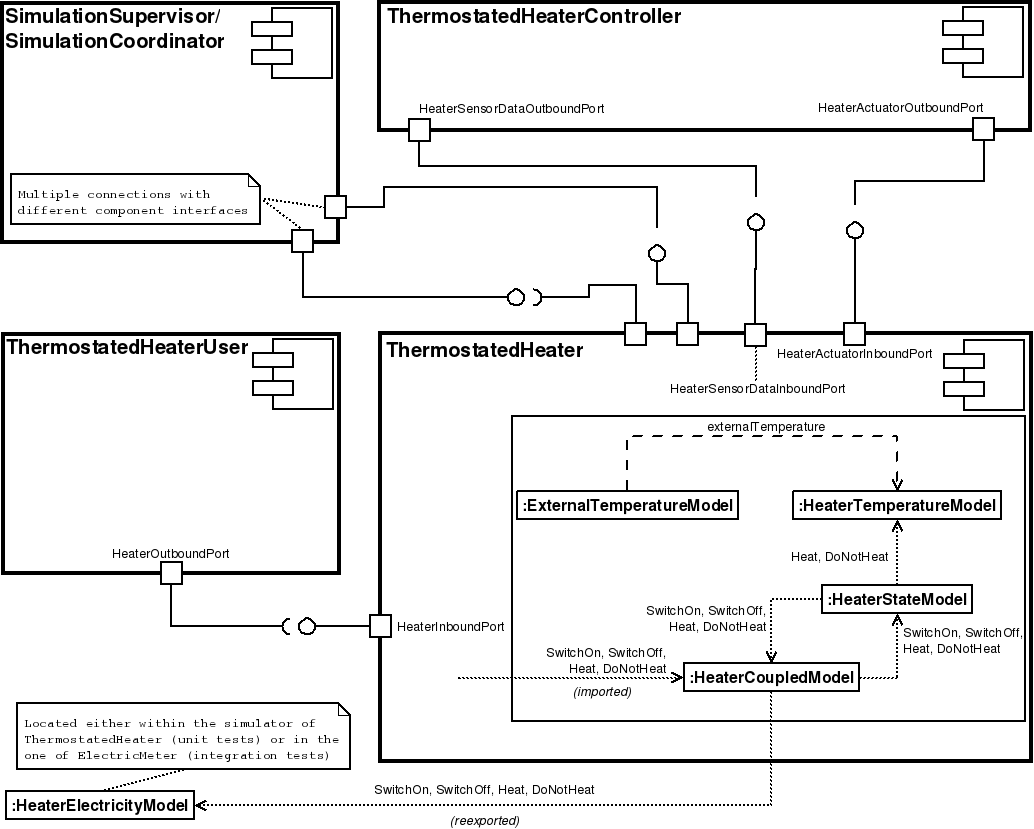 SimulationSupervisor/
SimulationCoordinator
ThermostatedHeaterController
HeaterSensorDataOutboundPort
HeaterActuatorOutboundPort
Multiple connections with
different component interfaces
ThermostatedHeaterUser
HeaterOutboundPort
ThermostatedHeater
HeaterActuatorInboundPort
HeaterSensorDataInboundPort
externalTemperature
:ExternalTemperatureModel
:HeaterTemperatureModel
Heat, DoNotHeat
:HeaterStateModel
SwitchOn, SwitchOff,
Heat, DoNotHeat
SwitchOn, SwitchOff,
Heat, DoNotHeat
HeaterInboundPort
SwitchOn, SwitchOff,
Heat, DoNotHeat
(imported)
:HeaterCoupledModel
Located either within the simulator of
ThermostatedHeater (unit tests) or in the
one of ElectricMeter (integration tests)
:HeaterElectricityModel
SwitchOn, SwitchOff, Heat, DoNotHeat
(reexported)